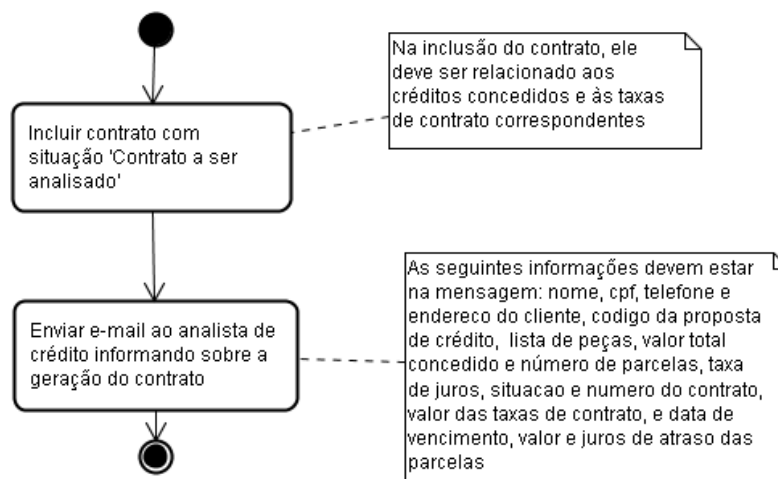 Na inclusão do contrato, ele
deve ser relacionado aos
créditos concedidos e às taxas
de contrato correspondentes
Incluir contrato com
situação 'Contrato a ser
analisado'
As seguintes informações devem estar
na mensagem: nome, cpf, telefone e
endereco do cliente, codigo da proposta
de crédito, lista de peças, valor total
concedido e número de parcelas, taxa
de juros, situacao e numero do contrato,
valor das taxas de contrato, e data de
vencimento, valor e juros de atraso das
parcelas
Enviar e-mail ao analista de
crédito informando sobre a
geração do contrato